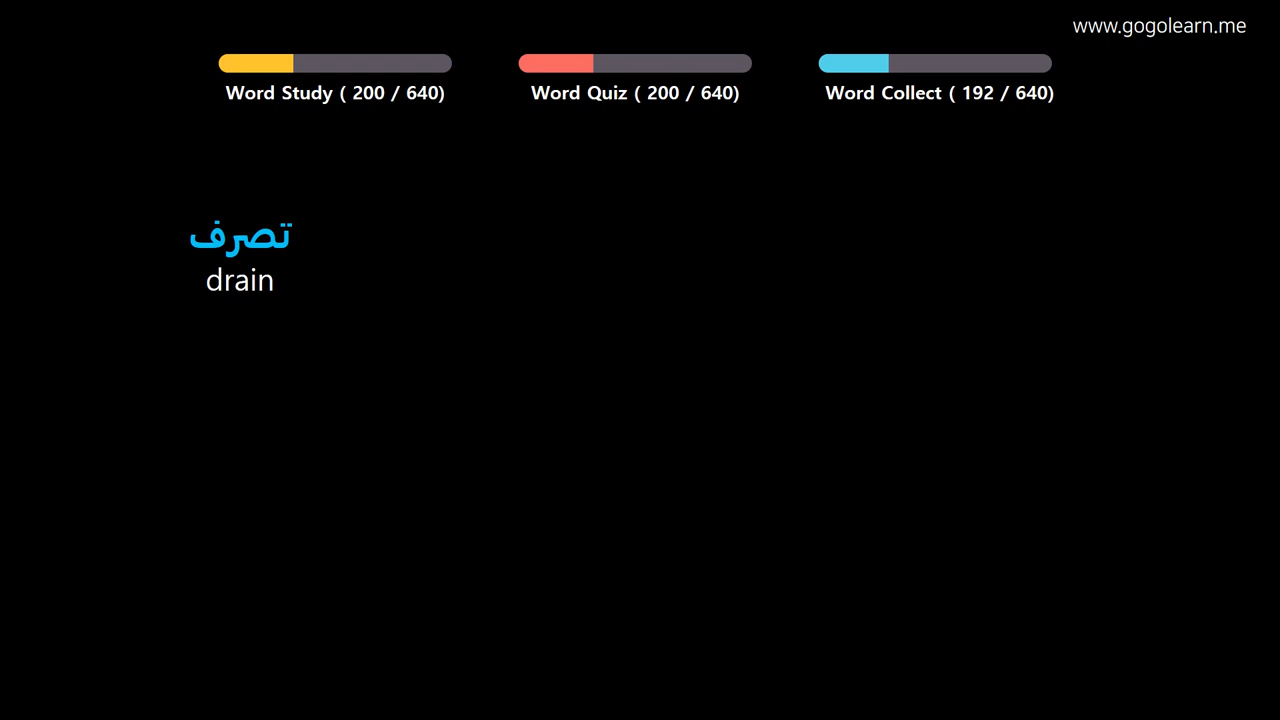 www.gogolearn.me
Word Study ( 200 / 640)
Word Quiz ( 200 / 640)
Word Collect ( 192 / 640)
تصرف
drain